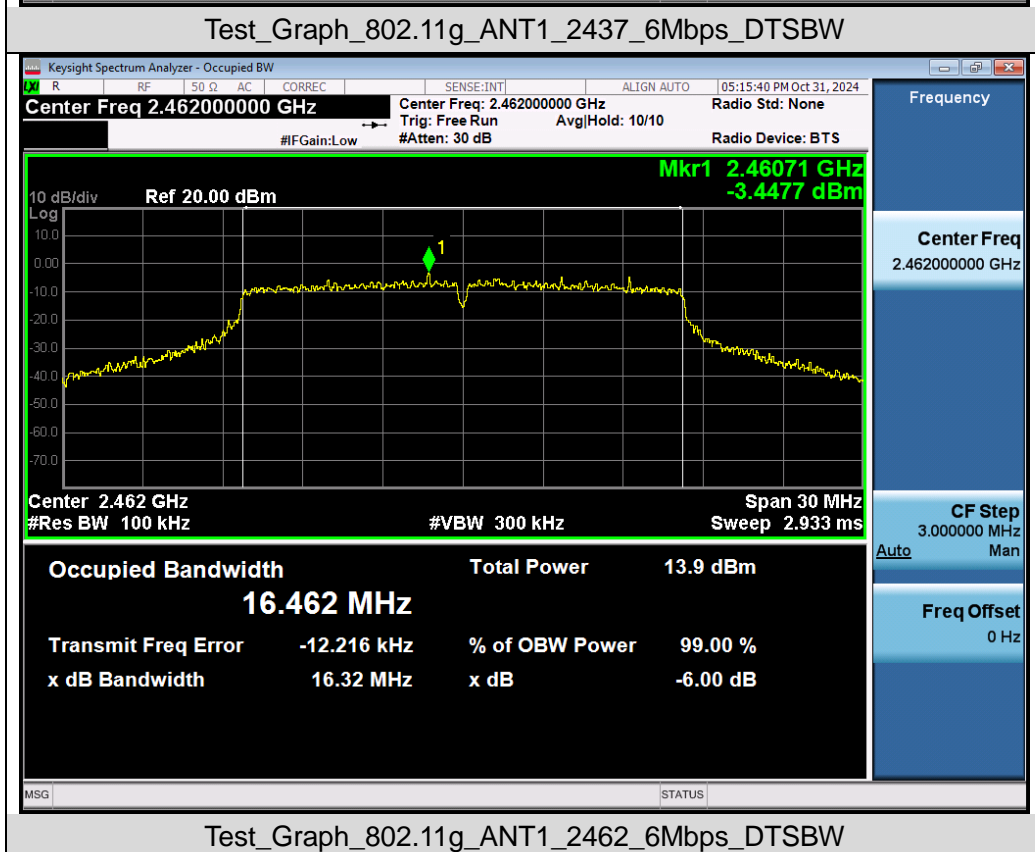 Test_Graph_802.11g_ANT1_2437_6Mbps_DTSBW
Keysight Spectrum Analyzer - Occupied BW
LXI R RF 50 Ω AC CORREC SENSE:INT ALIGN AUTO 05:15:40 PM Oct 31, 2024
Center Freq 2.462000000 GHz Center Freq: 2.462000000 GHz Radio Std: None
Trig: Free Run Avg|Hold: 10/10
#IFGain:Low #Atten: 30 dB Radio Device: BTS
Mkr1 2.46071 GHz
-3.4477 dBm
10 dB/div Ref 20.00 dBm
Log
10.0
0.00
-10.0
-20.0
-30.0
-40.0
-50.0
-60.0
-70.0
1
Center 2.462 GHz Span 30 MHz
#Res BW 100 kHz #VBW 300 kHz Sweep 2.933 ms
Occupied Bandwidth Total Power 13.9 dBm
16.462 MHz
Transmit Freq Error -12.216 kHz % of OBW Power 99.00 %
x dB Bandwidth 16.32 MHz x dB -6.00 dB
Frequency
Center Freq
2.462000000 GHz
CF Step
3.000000 MHz
Auto Man
Freq Offset
0 Hz
MSG STATUS
Test_Graph_802.11g_ANT1_2462_6Mbps_DTSBW